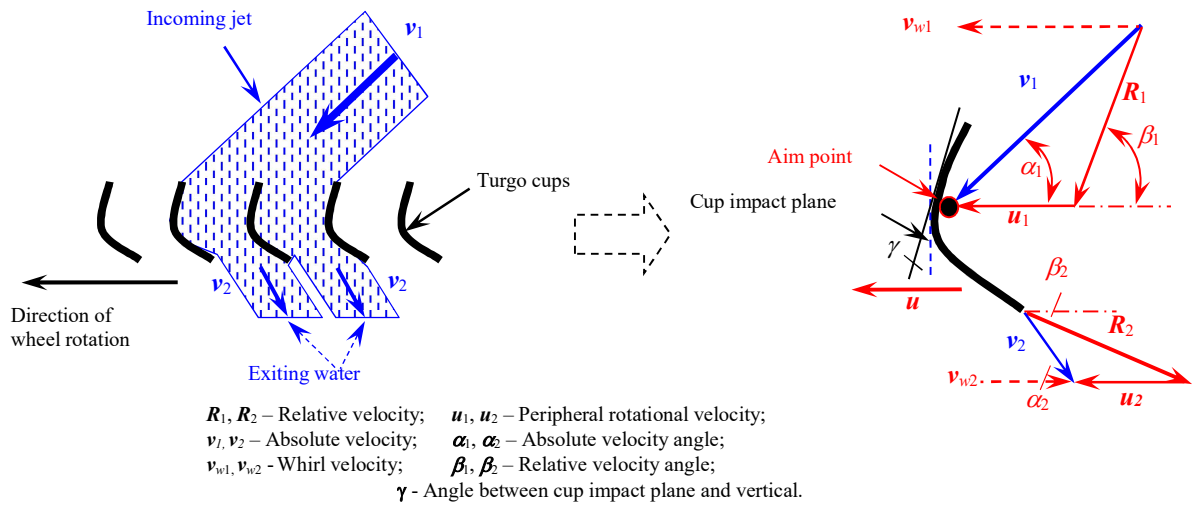 Incoming jet
v1
Turgo cups
v2
v2
Direction of
wheel rotation
Exiting water
vw1
v1
R1
β1
α1
Aim point
Cup impact plane
u1
γ
u
β2
R2
v2
vw2
α2
u2
R1, R2 – Relative velocity; u1, u2 – Peripheral rotational velocity;
v1, v2 – Absolute velocity; α1, α2 – Absolute velocity angle;
vw1, vw2 - Whirl velocity; β1, β2 – Relative velocity angle;
γ - Angle between cup impact plane and vertical.